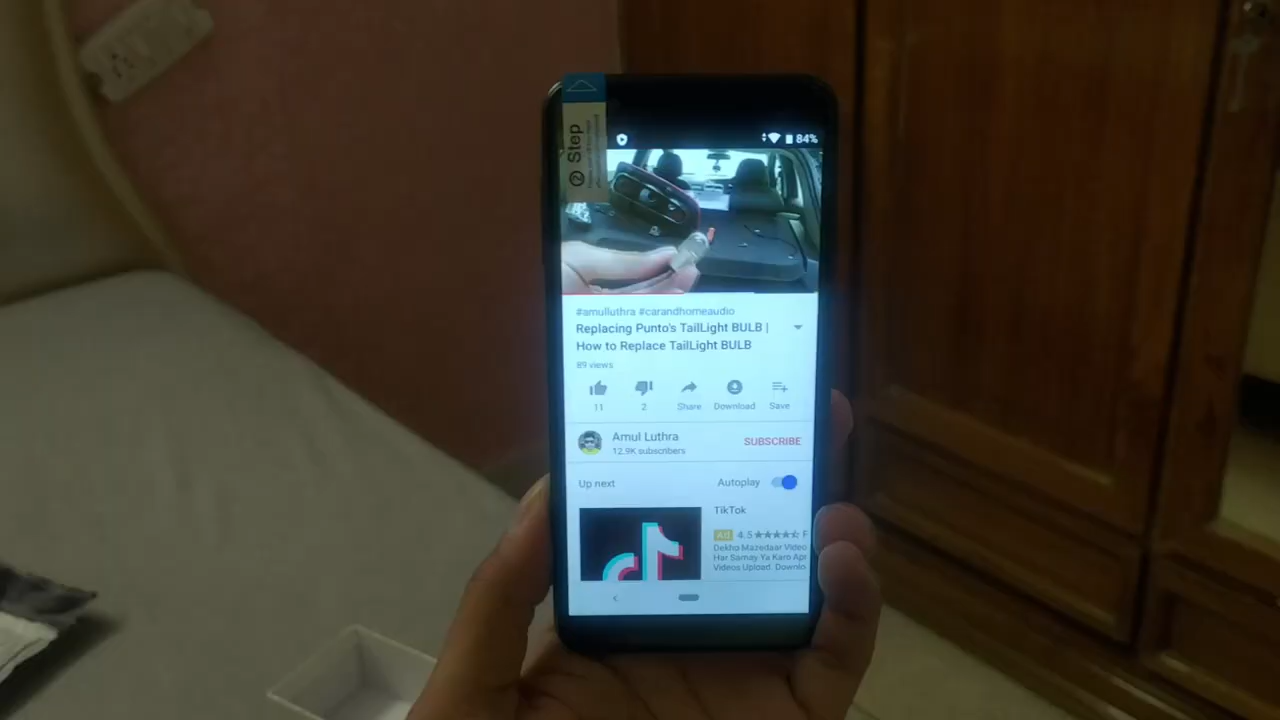 Step
84%
#amulluthra #carandhomeaudio
Replacing Punto's TailLight BULB |
How to Replace TailLight BULB
89 views
11
2
Share
Download
Save
Amul Luthra
12.9K subscribers
SUBSCRIBE
Up next
Autoplay
TikTok
Ad 4.5 F
Dekho Mazedaar Video
Har Samay Ya Karo Apr
Videos Upload. Downlo